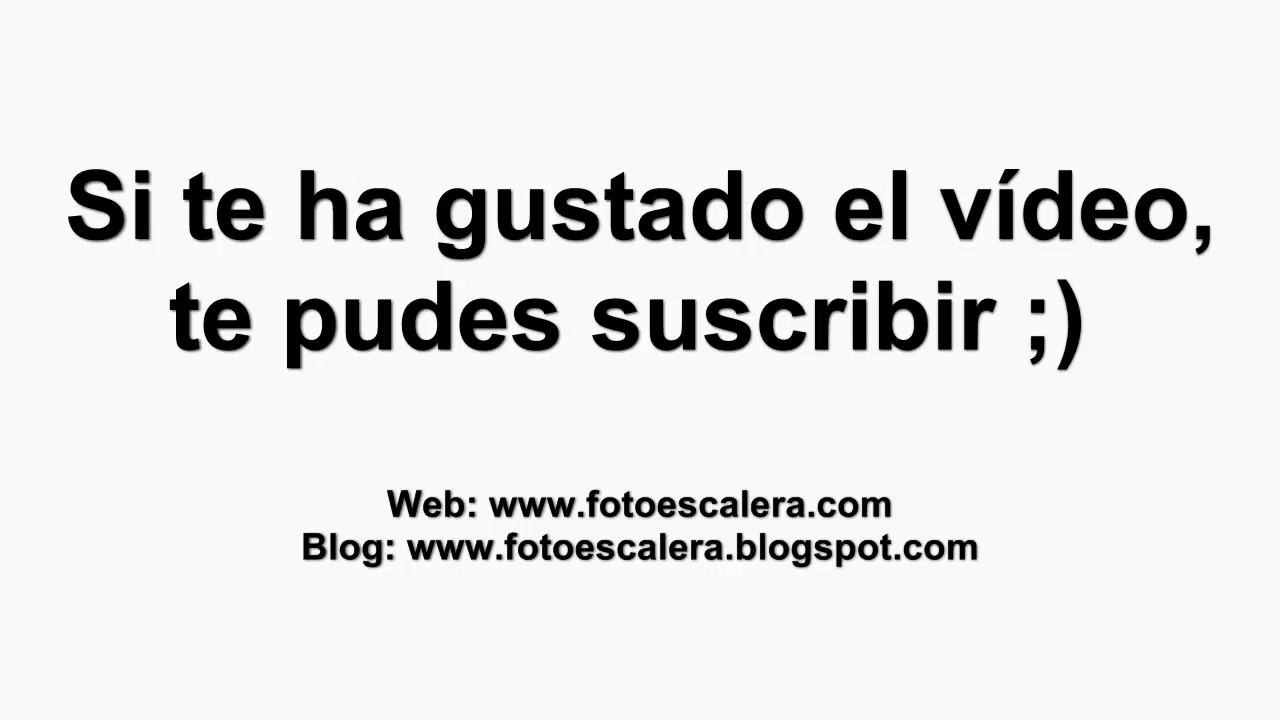 Si te ha gustado el vídeo,
te pudes suscribir ;)
Web: www.fotoescalera.com
Blog: www.fotoescalera.blogspot.com